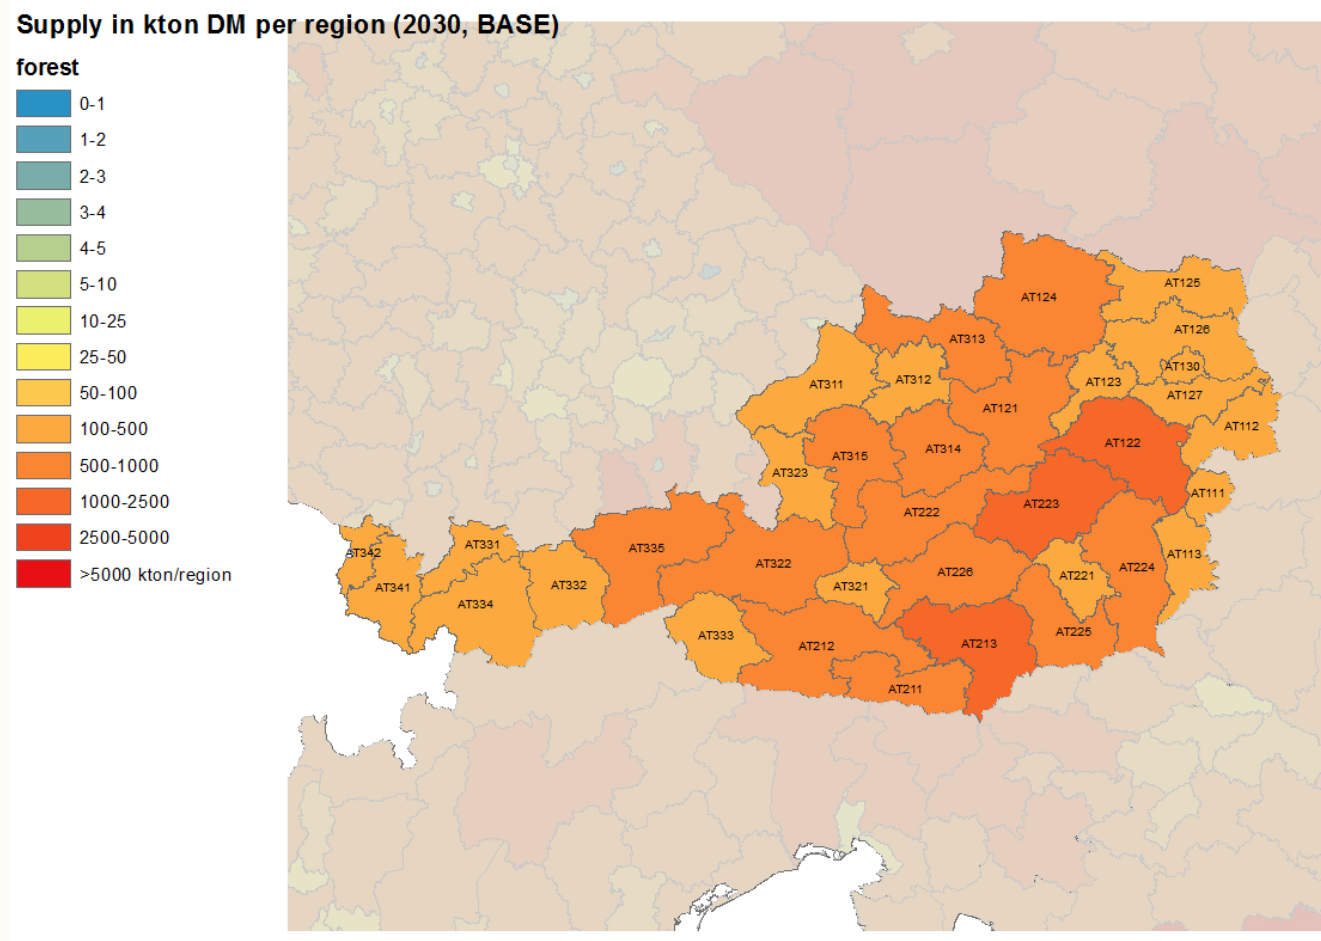 Supply in kton DM per region (2030, BASE)
forest
0-1
1-2
2-3
3-4
4-5
5-10
10-25
25-50
50-100
100-500
500-1000
1000-2500
2500-5000
>5000 kton/region
AT125
AT124
AT126
AT313
AT130
AT312
AT123
AT311
AT127
AT121
AT112
AT122
AT314
AT315
AT323
AT111
AT223
AT222
AT331
AT335
AT342
AT113
AT322
AT224
AT226
AT221
AT332
AT341
AT321
AT334
AT225
AT333
AT213
AT212
AT211